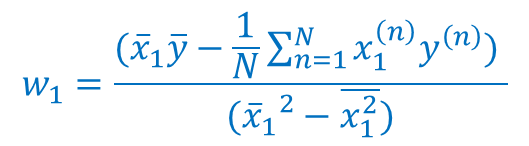 w₁ = (x̄₁ȳ − 1/N ∑ₙ₌₁ᴺ x₁⁽ⁿ⁾y⁽ⁿ⁾) / (x̄₁² − \overline{x₁²})